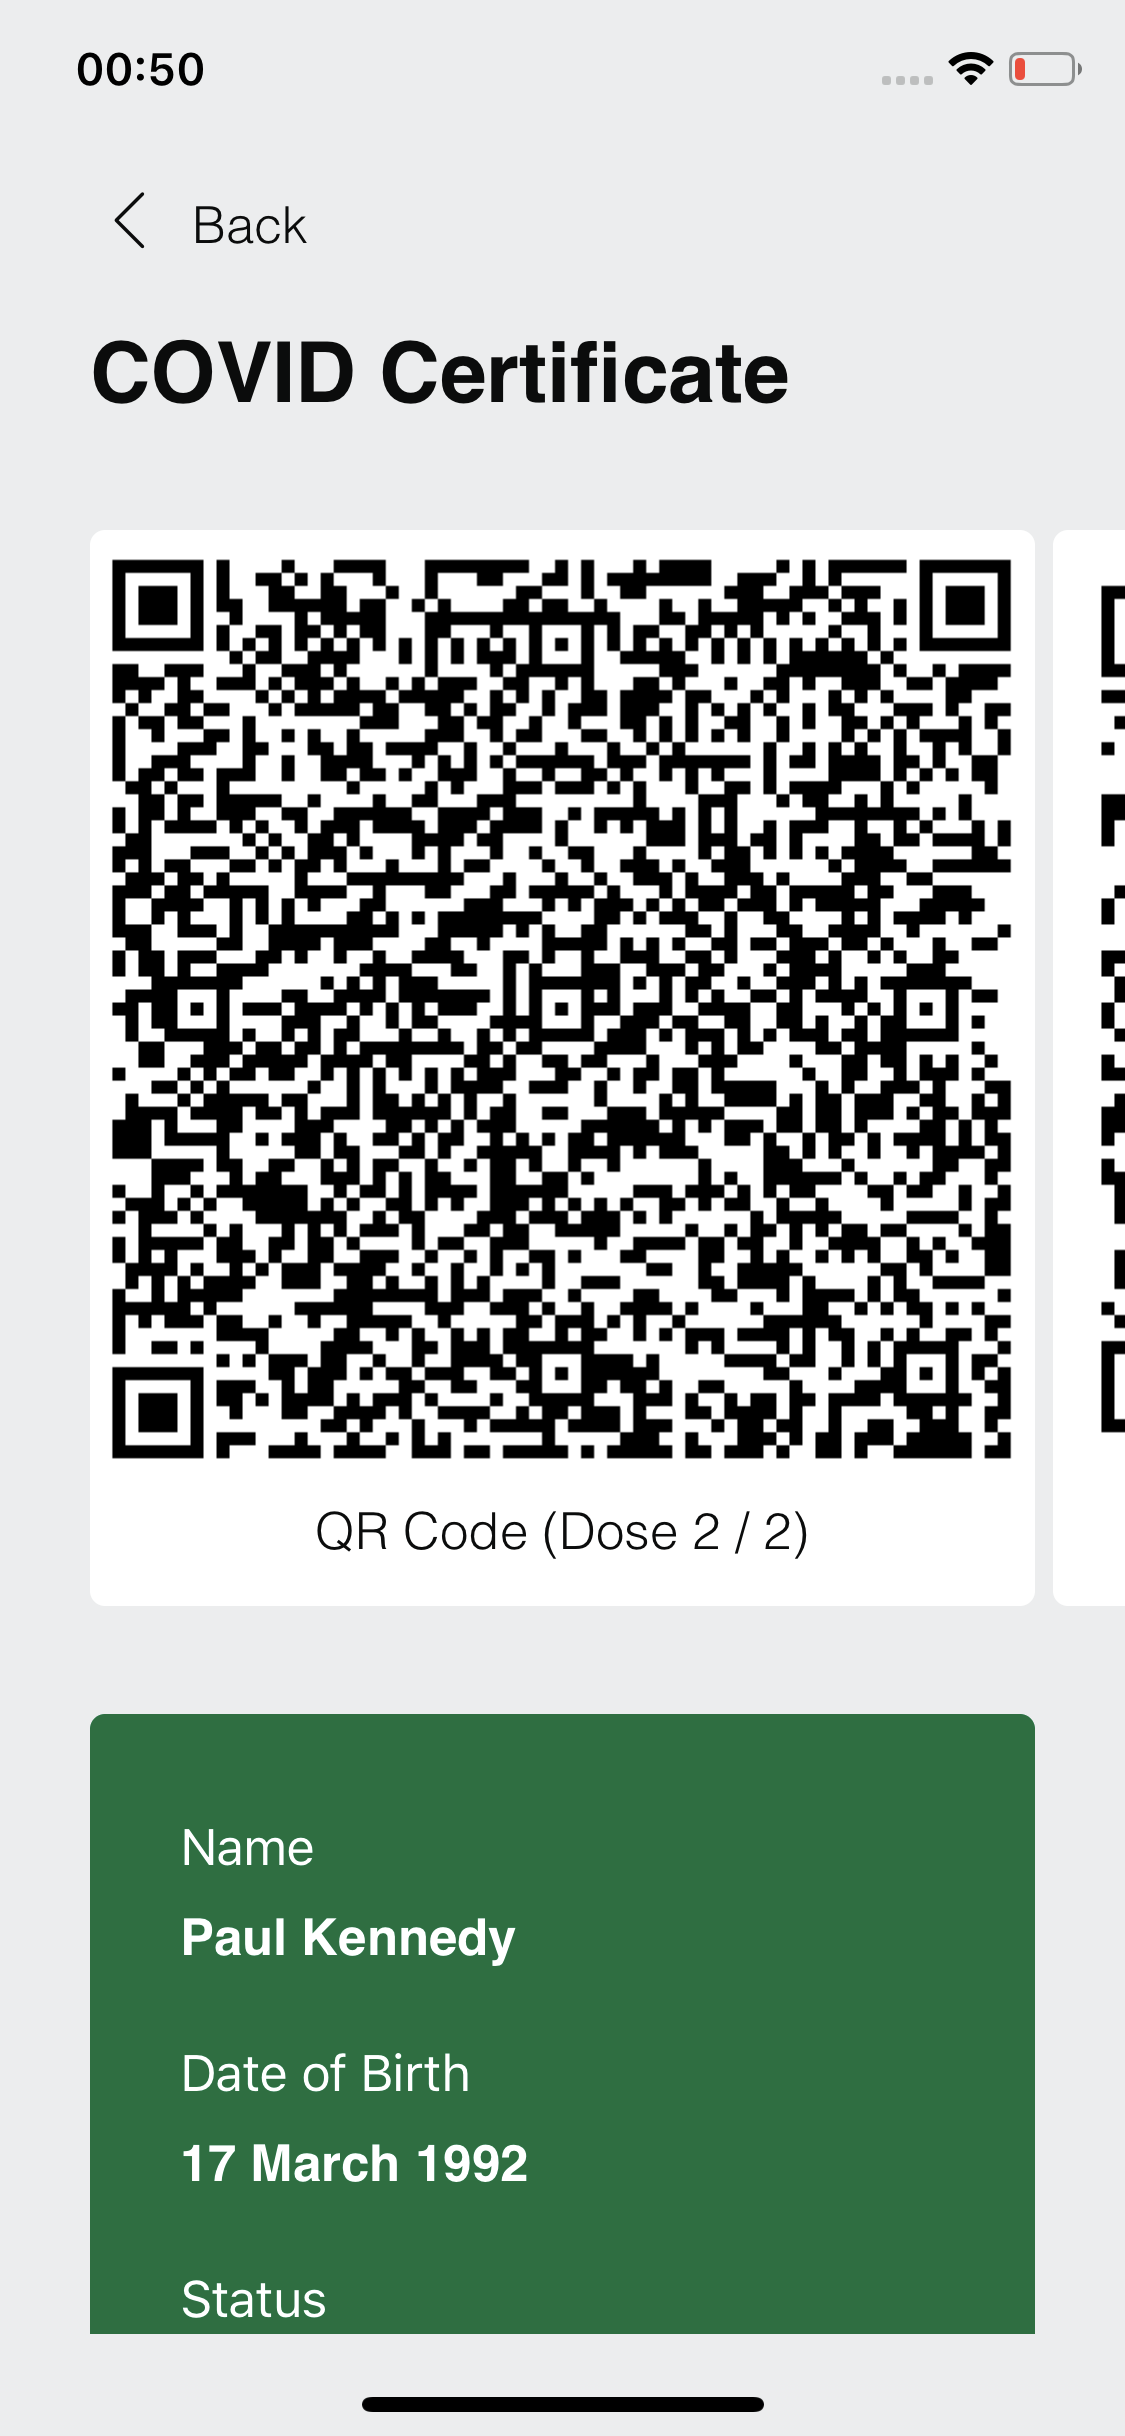 00:50
Back
COVID Certificate
QR Code (Dose 2 / 2)
Name
Paul Kennedy
Date of Birth
17 March 1992
Status